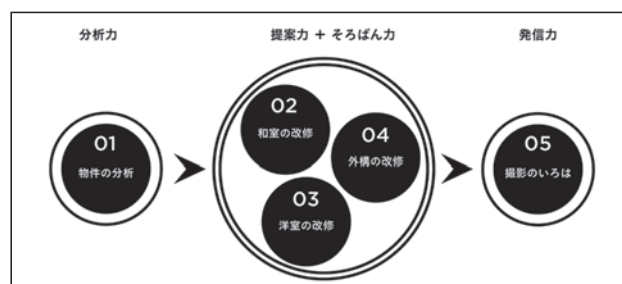 分析力
提案力 + そろばん力
発信力
01
物件の分析
02
和室の改修
03
洋室の改修
04
外構の改修
05
撮影のいろは